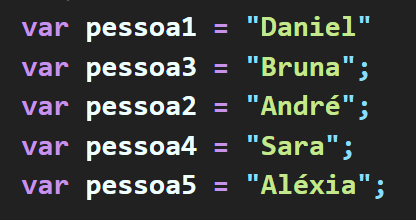 var pessoa1 = "Daniel"
var pessoa3 = "Bruna";
var pessoa2 = "André";
var pessoa4 = "Sara";
var pessoa5 = "Aléxia";